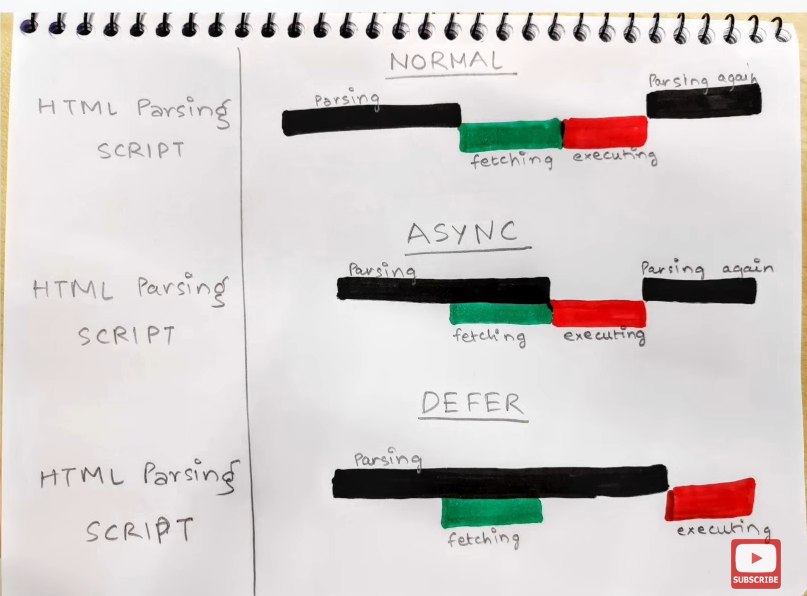 NORMAL
Parsing again
Parsing
HTML Parsing
SCRIPT
fetching executing
ASYNC
Parsing
Parsing again
HTML Parsing
SCRIPT
fetching
executing
DEFER
Parsing
HTML Parsing
SCRIPT
fetching
executing
SUBSCRIBE